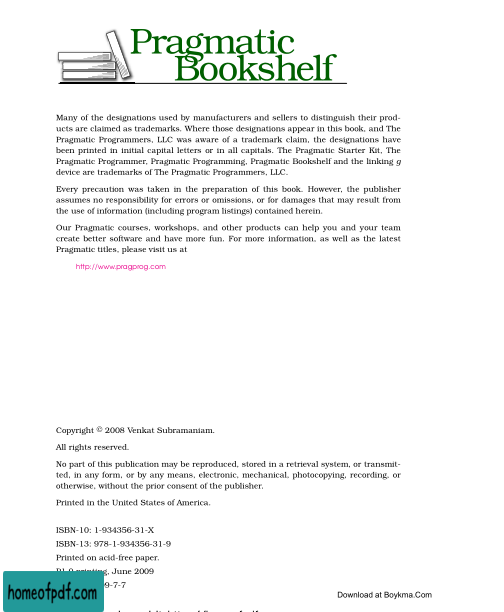 Pragmatic
Bookshelf
Many of the designations used by manufacturers and sellers to distinguish their prod-
ucts are claimed as trademarks. Where those designations appear in this book, and The
Pragmatic Programmers, LLC was aware of a trademark claim, the designations have
been printed in initial capital letters or in all capitals. The Pragmatic Starter Kit, The
Pragmatic Programmer, Pragmatic Programming, Pragmatic Bookshelf and the linking g
device are trademarks of The Pragmatic Programmers, LLC.
Every precaution was taken in the preparation of this book. However, the publisher
assumes no responsibility for errors or omissions, or for damages that may result from
the use of information (including program listings) contained herein.
Our Pragmatic courses, workshops, and other products can help you and your team
create better software and have more fun. For more information, as well as the latest
Pragmatic titles, please visit us at
http://www.pragprog.com
Copyright © 2008 Venkat Subramaniam.
All rights reserved.
No part of this publication may be reproduced, stored in a retrieval system, or transmit-
ted, in any form, or by any means, electronic, mechanical, photocopying, recording, or
otherwise, without the prior consent of the publisher.
Printed in the United States of America.
ISBN-10: 1-934356-31-X
ISBN-13: 978-1-934356-31-9
Printed on acid-free paper.
printing, June 2009
9-7-7
homeofpdf.com
Download at Boykma.Com